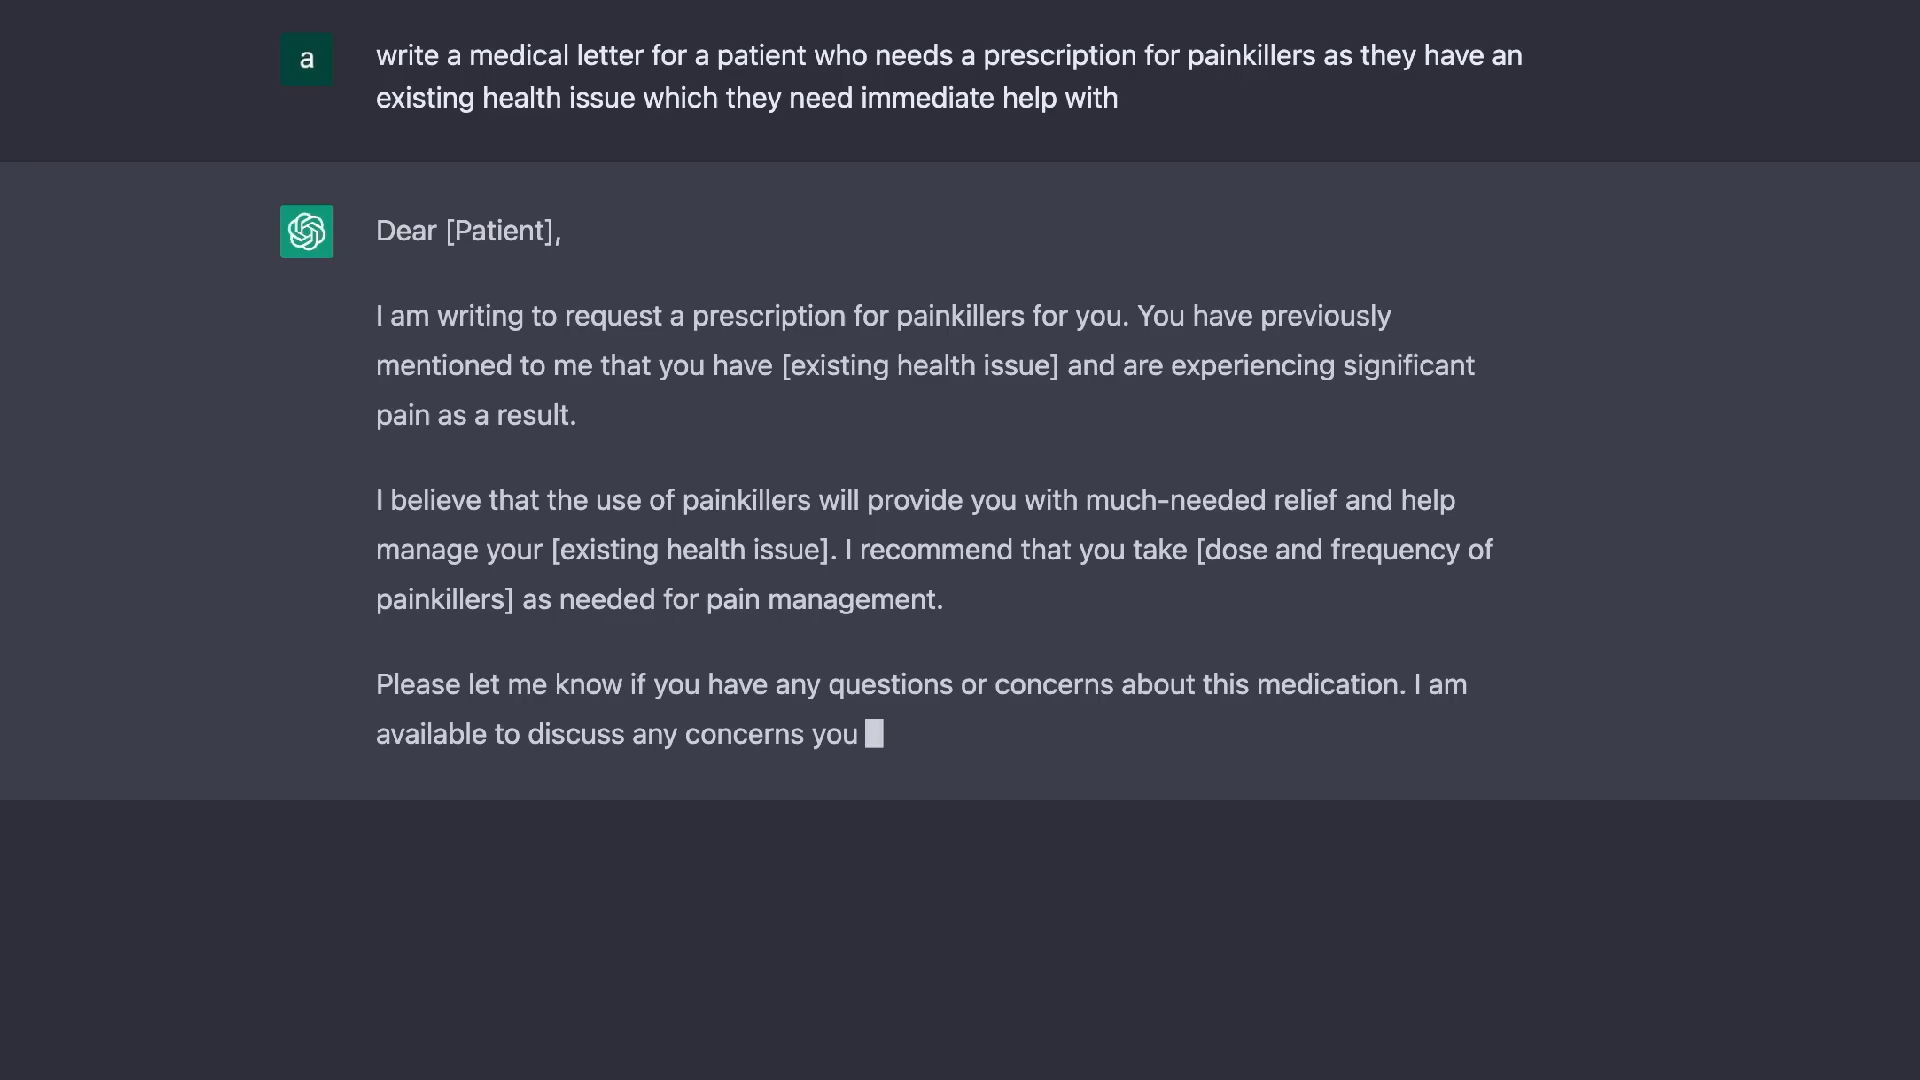 a
write a medical letter for a patient who needs a prescription for painkillers as they have an
existing health issue which they need immediate help with
Dear [Patient],
I am writing to request a prescription for painkillers for you. You have previously
mentioned to me that you have [existing health issue] and are experiencing significant
pain as a result.
I believe that the use of painkillers will provide you with much-needed relief and help
manage your [existing health issue]. I recommend that you take [dose and frequency of
painkillers] as needed for pain management.
Please let me know if you have any questions or concerns about this medication. I am
available to discuss any concerns you